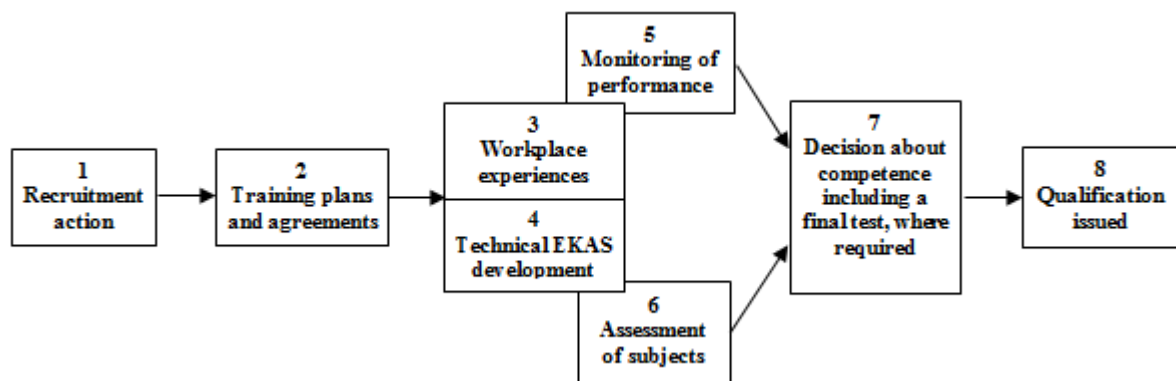 1
Recruitment
action
2
Training plans
and agreements
3
Workplace
experiences
4
Technical EKAS
development
5
Monitoring of
performance
6
Assessment
of subjects
7
Decision about
competence
including a
final test, where
required
8
Qualification
issued